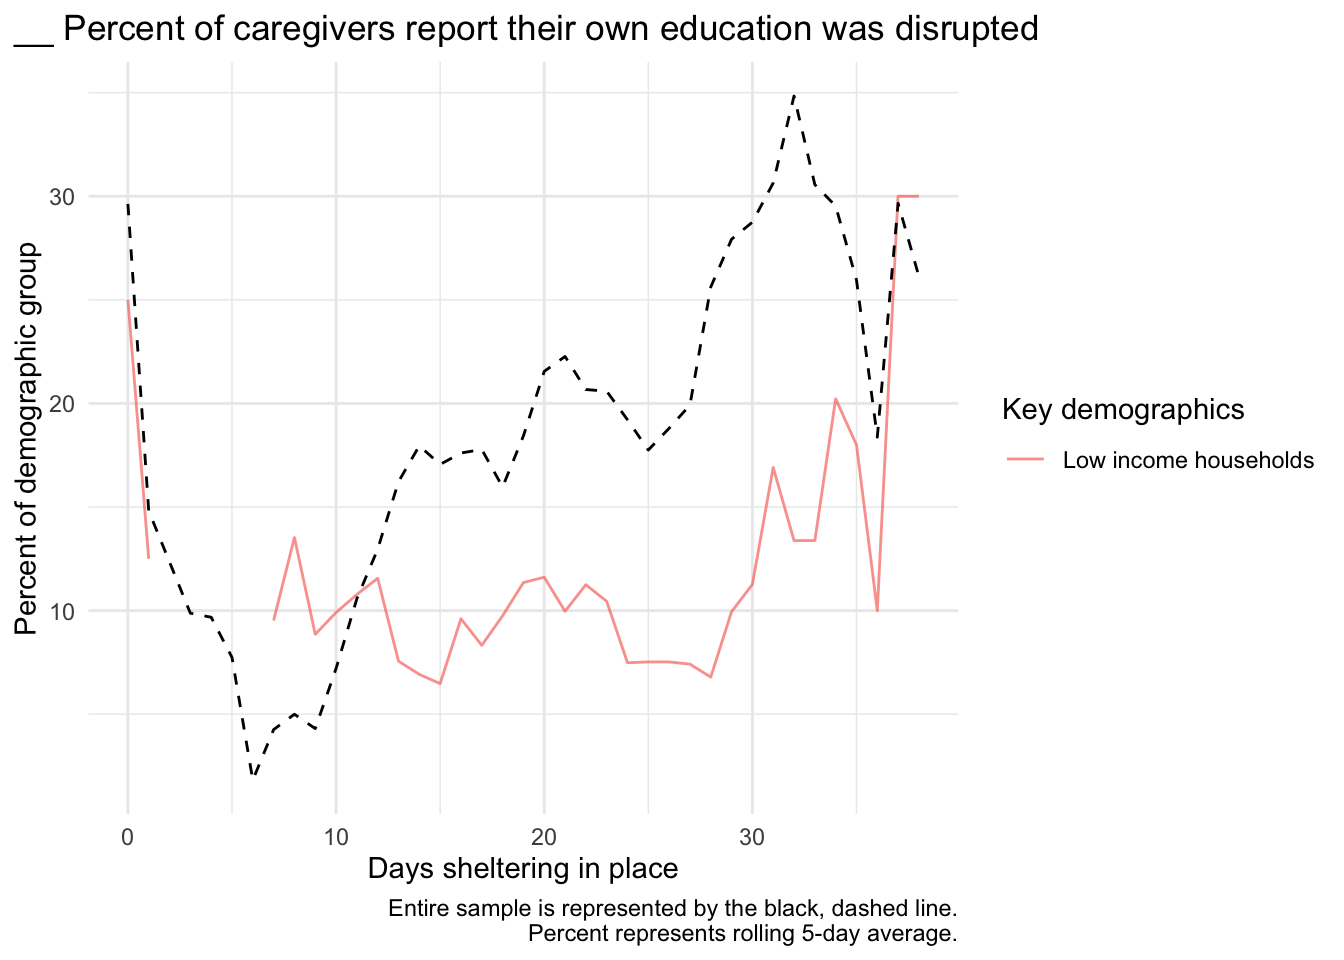 __ Percent of caregivers report their own education was disrupted
Percent of demographic group
30
20
10
0
10
20
30
Days sheltering in place
Key demographics
Low income households
Entire sample is represented by the black, dashed line.
Percent represents rolling 5-day average.